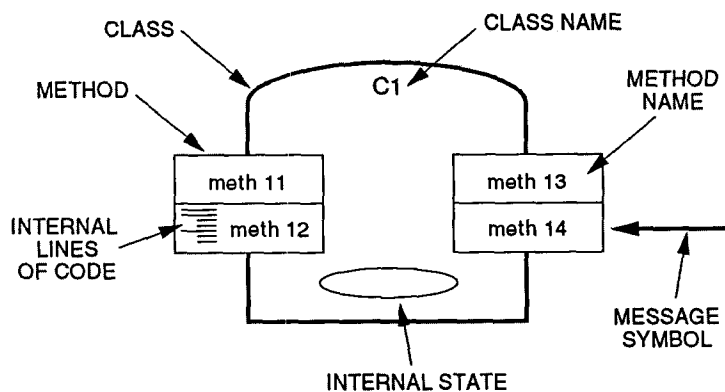 CLASS
CLASS NAME
C1
METHOD
METHOD
NAME
meth 11
meth 13
INTERNAL
LINES
OF CODE
meth 12
meth 14
MESSAGE
SYMBOL
INTERNAL STATE